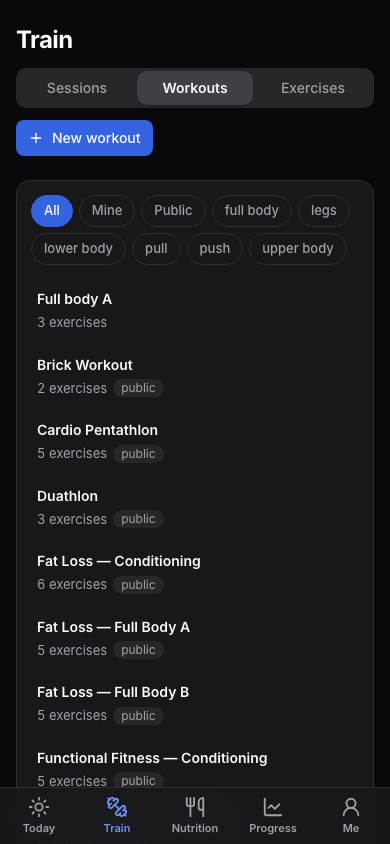 Train
Sessions Workouts Exercises
+ New workout
All Mine Public full body legs
lower body pull push upper body
Full body A
3 exercises
Brick Workout
2 exercises public
Cardio Pentathlon
5 exercises public
Duathlon
3 exercises public
Fat Loss — Conditioning
6 exercises public
Fat Loss — Full Body A
5 exercises public
Fat Loss — Full Body B
5 exercises public
Functional Fitness — Conditioning
5 exercises public
Today Train Nutrition Progress Me